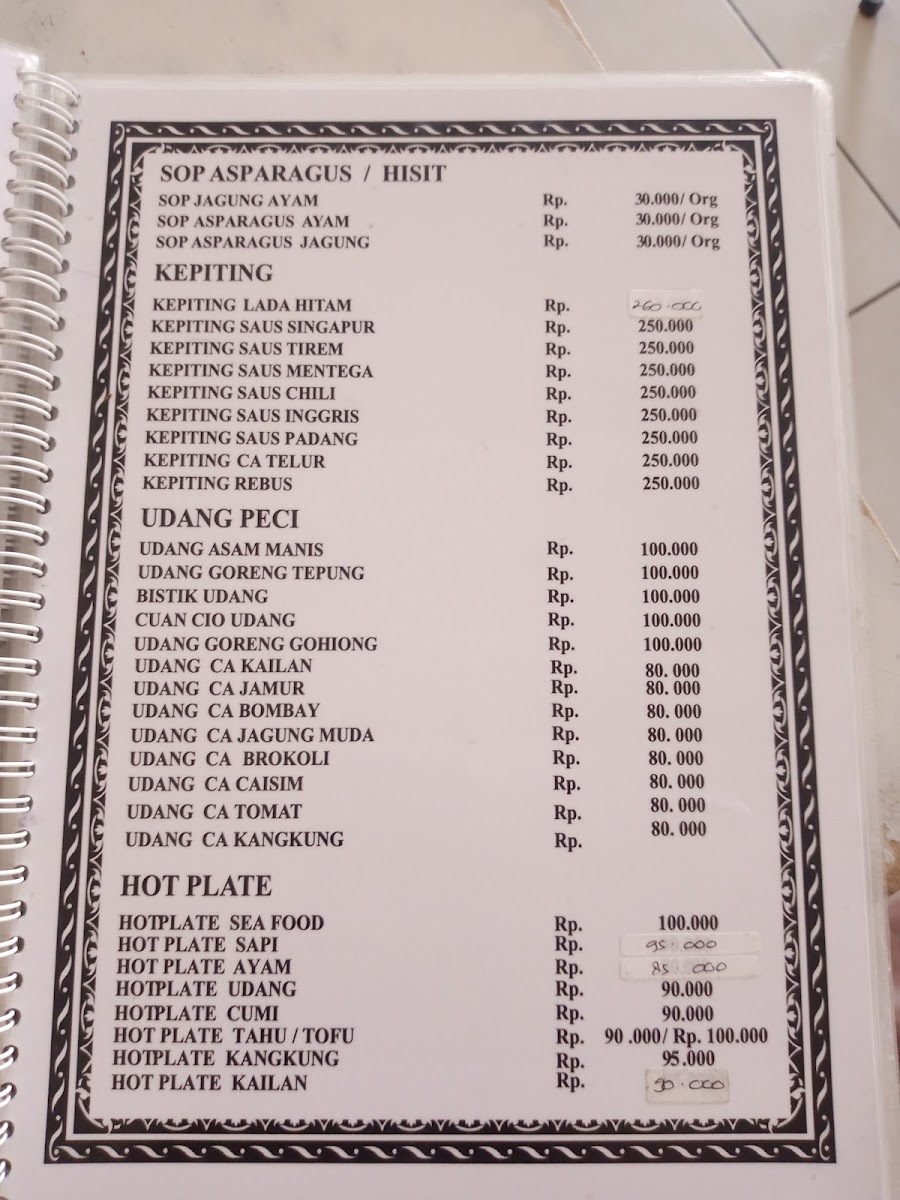 SOP ASPARAGUS / HISIT
SOP JAGUNG AYAM Rp. 30.000/ Org
SOP ASPARAGUS AYAM Rp. 30.000/ Org
SOP ASPARAGUS JAGUNG Rp. 30.000/ Org
KEPITING
KEPITING LADA HITAM Rp. 260.000
KEPITING SAUS SINGAPUR Rp. 250.000
KEPITING SAUS TIREM Rp. 250.000
KEPITING SAUS MENTEGA Rp. 250.000
KEPITING SAUS CHILI Rp. 250.000
KEPITING SAUS INGGRIS Rp. 250.000
KEPITING SAUS PADANG Rp. 250.000
KEPITING CA TELUR Rp. 250.000
KEPITING REBUS Rp. 250.000
UDANG PECI
UDANG ASAM MANIS Rp. 100.000
UDANG GORENG TEPUNG Rp. 100.000
BISTIK UDANG Rp. 100.000
CUAN CIO UDANG Rp. 100.000
UDANG GORENG GOHIONG Rp. 100.000
UDANG CA KAILAN Rp. 80. 000
UDANG CA JAMUR Rp. 80. 000
UDANG CA BOMBAY Rp. 80. 000
UDANG CA JAGUNG MUDA Rp. 80. 000
UDANG CA BROKOLI Rp. 80. 000
UDANG CA CAISIM Rp. 80. 000
UDANG CA TOMAT Rp. 80. 000
UDANG CA KANGKUNG Rp. 80. 000
HOT PLATE
HOTPLATE SEA FOOD Rp. 100.000
HOT PLATE SAPI Rp. 95.000
HOT PLATE AYAM Rp. 85.000
HOTPLATE UDANG Rp. 90.000
HOTPLATE CUMI Rp. 90.000
HOT PLATE TAHU / TOFU Rp. 90 .000/ Rp. 100.000
HOTPLATE KANGKUNG Rp. 95.000
HOT PLATE KAILAN Rp. 90.000